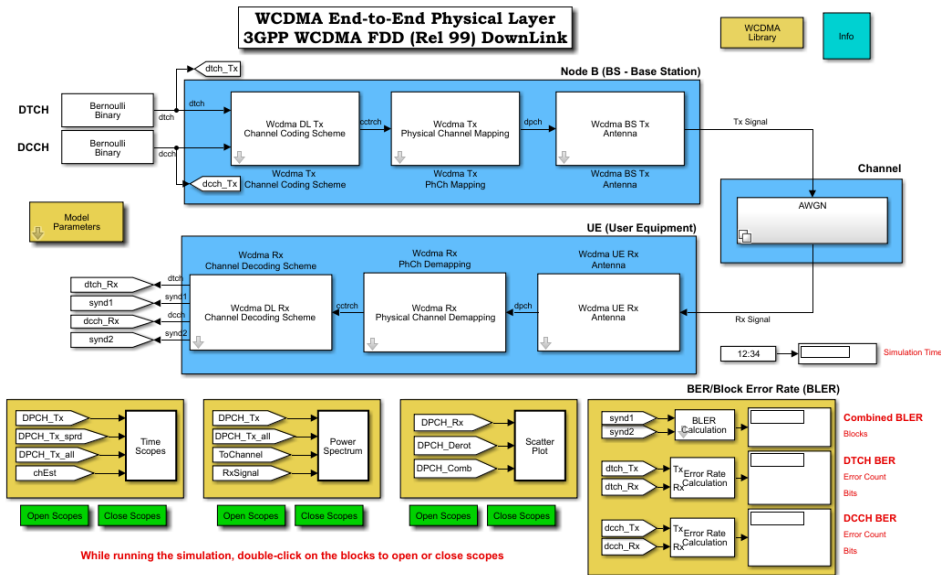 WCDMA End-to-End Physical Layer
3GPP WCDMA FDD (Rel 99) DownLink
WCDMA
Library
Info
dtch_Tx
Node B (BS - Base Station)
DTCH
Bernoulli
Binary
dtch
dtch
Wcdma DL Tx
Channel Coding Scheme
cctrch
Wcdma Tx
Physical Channel Mapping
dpch
Wcdma BS Tx
Antenna
Tx Signal
DCCH
Bernoulli
Binary
dcch
dcch
dcch_Tx
Wcdma Tx
Channel Coding Scheme
Wcdma Tx
PhCh Mapping
Wcdma BS Tx
Antenna
Channel
AWGN
Model
Parameters
UE (User Equipment)
Wcdma Rx
Channel Decoding Scheme
Wcdma Rx
PhCh Demapping
Wcdma UE Rx
Antenna
dtch_Rx
synd1
dcch_Rx
synd2
dtch
synd1
dcch
synd2
Wcdma DL Rx
Channel Decoding Scheme
cctrch
Wcdma Rx
Physical Channel Demapping
dpch
Wcdma UE Rx
Antenna
Rx Signal
12:34
Simulation Time
DPCH_Tx
DPCH_Tx_sprd
DPCH_Tx_all
chEst
Time
Scopes
DPCH_Tx
DPCH_Tx_all
ToChannel
RxSignal
Power
Spectrum
DPCH_Rx
DPCH_Derot
DPCH_Comb
Scatter
Plot
BER/Block Error Rate (BLER)
synd1
synd2
BLER
Calculation
Combined BLER
Blocks
dtch_Tx
dtch_Rx
Tx
Rx
Error Rate
Calculation
DTCH BER
Error Count
Bits
dcch_Tx
dcch_Rx
Tx
Rx
Error Rate
Calculation
DCCH BER
Error Count
Bits
Open Scopes
Close Scopes
Open Scopes
Close Scopes
Open Scopes
Close Scopes
While running the simulation, double-click on the blocks to open or close scopes